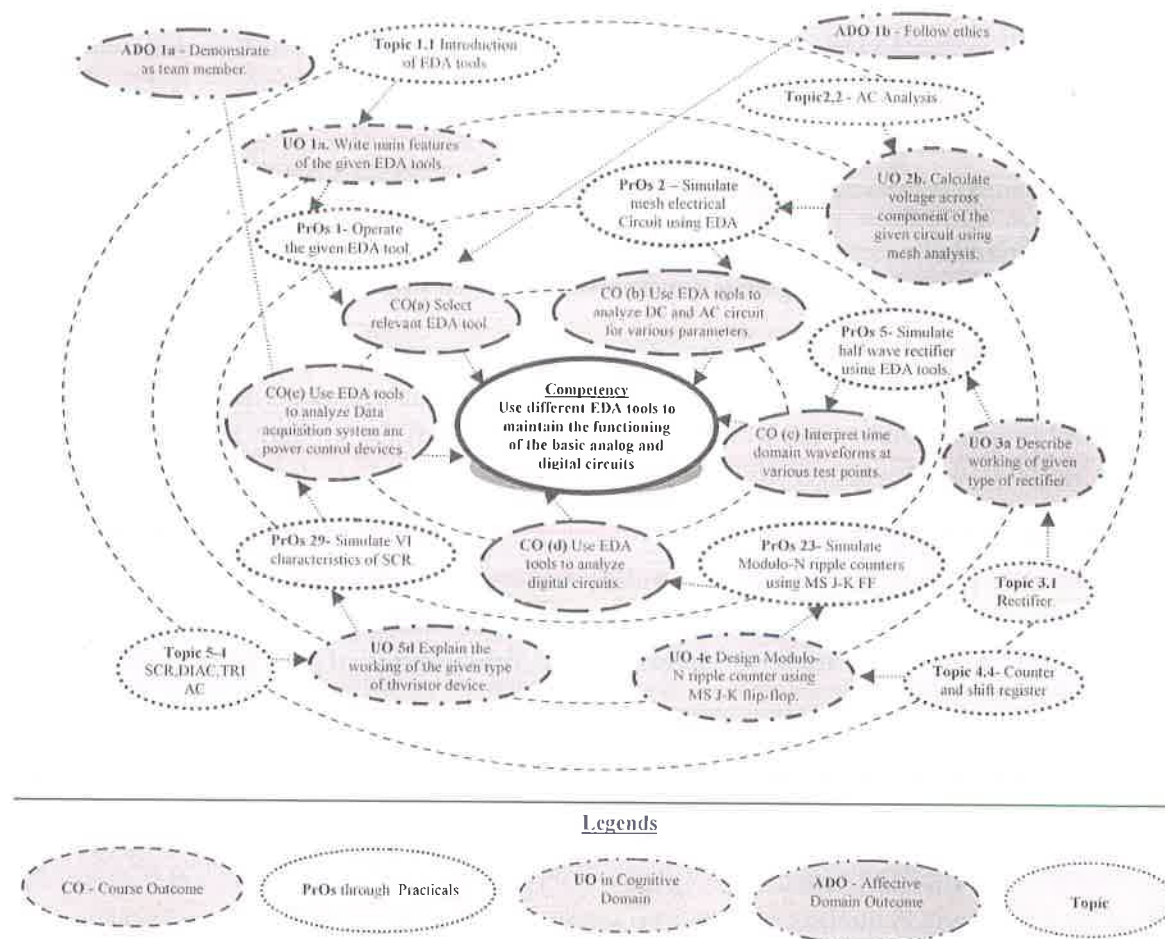 ADO 1a - Demonstrate
as team member.
Topic 1.1 Introduction
of EDA tools
ADO 1b - Follow ethics
Topic2.2 - AC Analysis
UO 1a. Write main features
of the given EDA tools.
UO 2b. Calculate
voltage across
component of the
given circuit using
mesh analysis.
PrOs 2 – Simulate
mesh electrical
Circuit using EDA
PrOs 1- Operate
the given EDA tool
CO(a) Select
relevant EDA tool
CO (b) Use EDA tools to
analyze DC and AC circuit
for various parameters.
PrOs 5- Simulate
half wave rectifier
using EDA tools.
CO(e) Use EDA tools
to analyze Data
acquisition system and
power control devices
Competency
Use different EDA tools to
maintain the functioning
of the basic analog and
digital circuits
CO (c) Interpret time
domain waveforms at
various test points.
UO 3a Describe
working of given
type of rectifier.
PrOs 29- Simulate VI
characteristics of SCR.
CO (d) Use EDA
tools to analyze
digital circuits.
PrOs 23- Simulate
Modulo-N ripple counters
using MS J-K FF
Topic 3.1
Rectifier.
Topic 5-1
SCR,DIAC,TRI
AC
UO 5d Explain the
working of the given type
of thyristor device.
UO 4e Design Modulo-
N ripple counter using
MS J-K flip-flop.
Topic 4.4- Counter
and shift register
Legends
CO - Course Outcome
PrOs through Practicals
UO in Cognitive
Domain
ADO - Affective
Domain Outcome
Topic